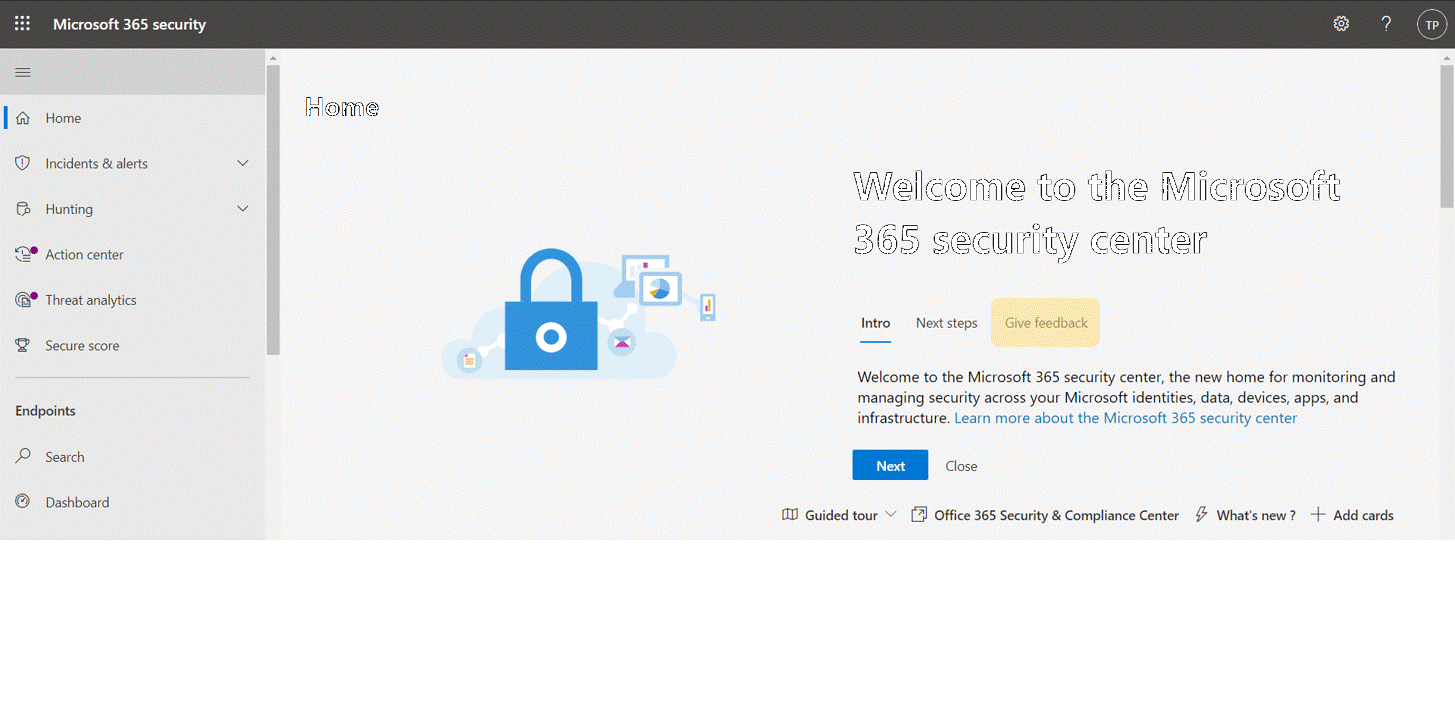 Microsoft 365 security
?
TP
Home
Incidents & alerts
Hunting
Action center
Threat analytics
Secure score
Endpoints
Search
Dashboard
Home
Welcome to the Microsoft
365 security center
Intro Next steps Give feedback
Welcome to the Microsoft 365 security center, the new home for monitoring and
managing security across your Microsoft identities, data, devices, apps, and
infrastructure. Learn more about the Microsoft 365 security center
Next Close
Guided tour Office 365 Security & Compliance Center What's new ? Add cards